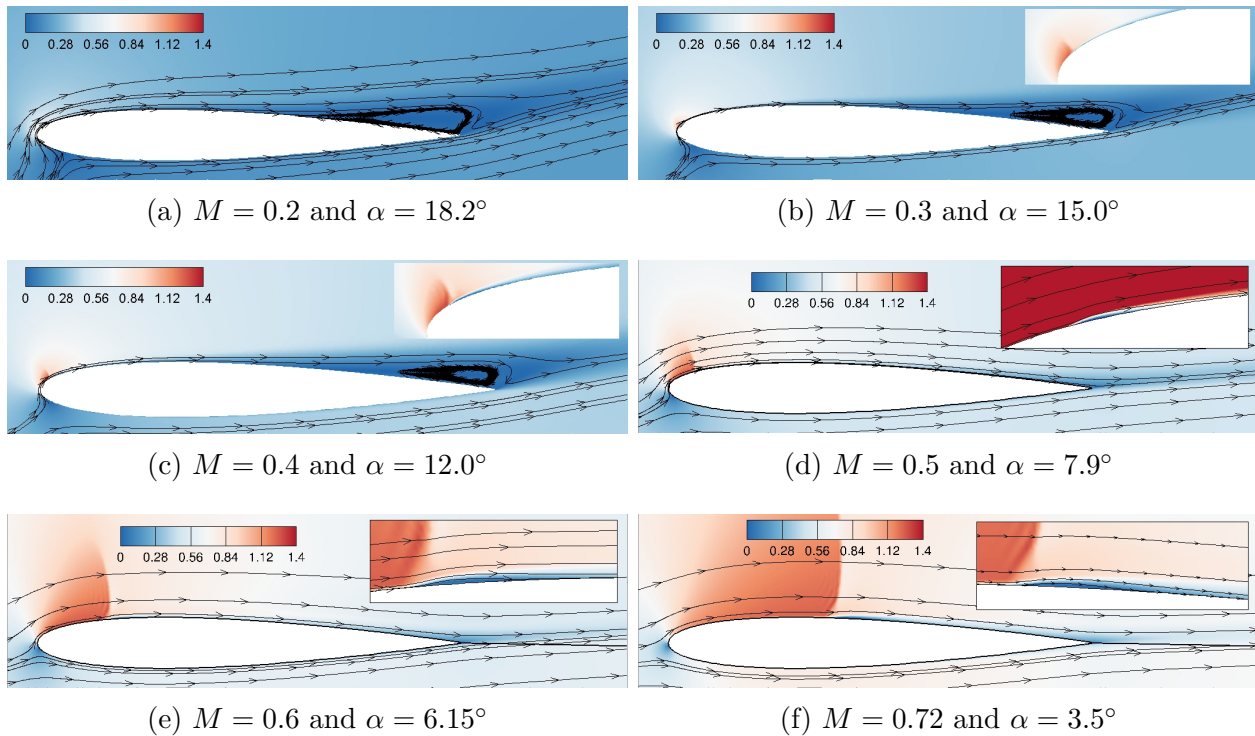 0 0.28 0.56 0.84 1.12 1.4
0 0.28 0.56 0.84 1.12 1.4
(a) M = 0.2 and α = 18.2°
(b) M = 0.3 and α = 15.0°
0 0.28 0.56 0.84 1.12 1.4
0 0.28 0.56 0.84 1.12 1.4
(c) M = 0.4 and α = 12.0°
(d) M = 0.5 and α = 7.9°
0 0.28 0.56 0.84 1.12 1.4
0 0.28 0.56 0.84 1.12 1.4
(e) M = 0.6 and α = 6.15°
(f) M = 0.72 and α = 3.5°